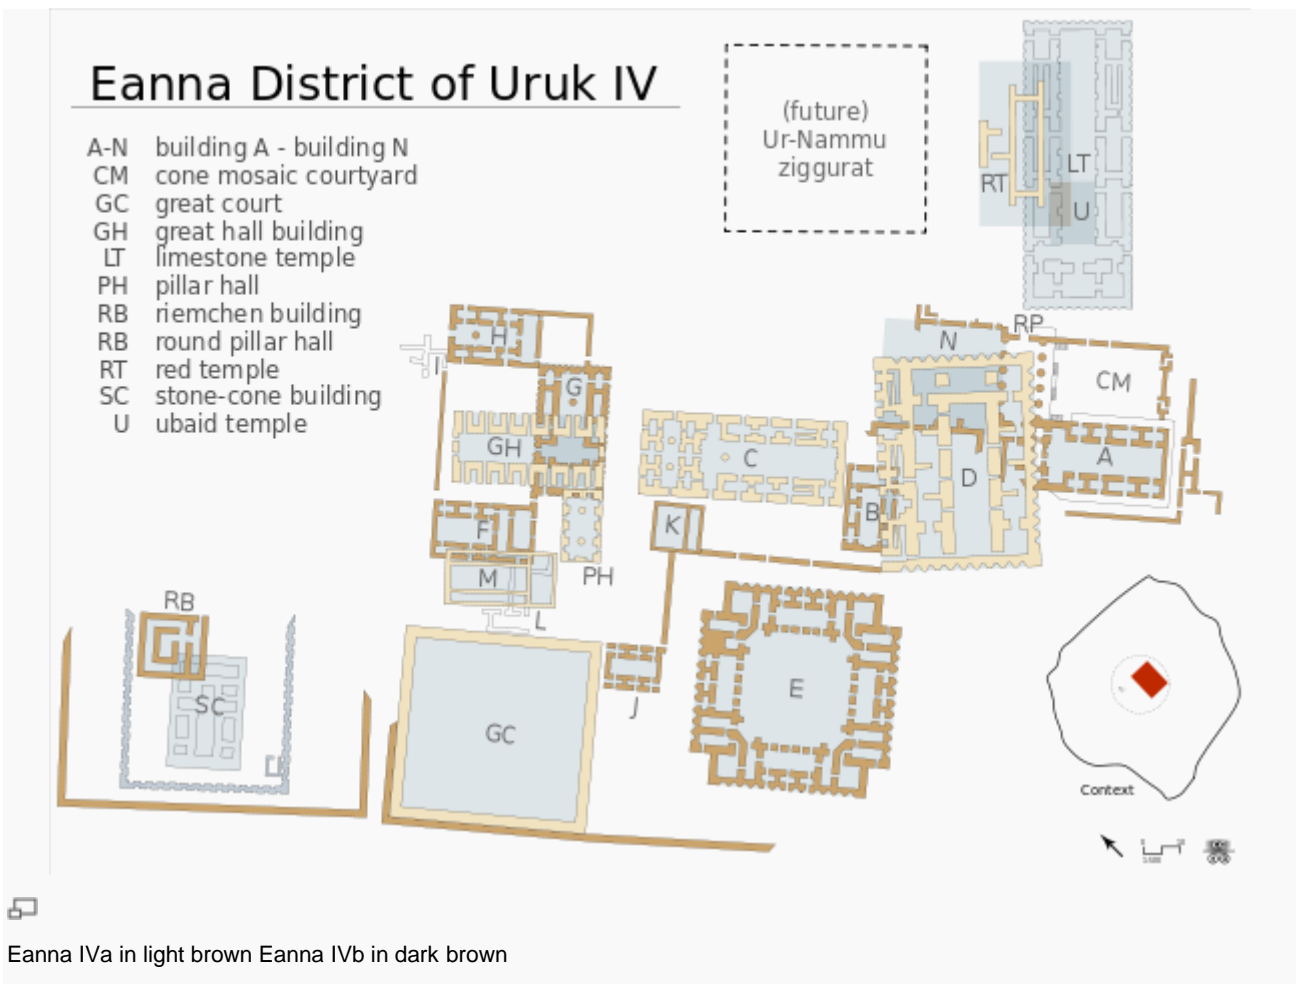 Eanna District of Uruk IV
A-N building A - building N
CM cone mosaic courtyard
GC great court
GH great hall building
LT limestone temple
PH pillar hall
RB riemchen building
RB round pillar hall
RT red temple
SC stone-cone building
U ubaid temple
(future)
Ur-Nammu
ziggurat
LT
RT
U
H
I
G
GH
F
M
L
PH
C
K
B
N
RP
CM
D
A
RB
SC
GC
J
E
Context
Eanna IVa in light brown Eanna IVb in dark brown